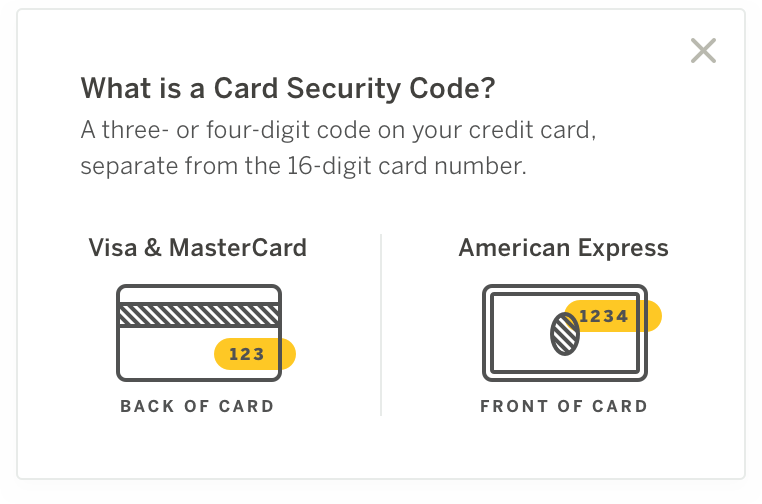 What is a Card Security Code?
A three- or four-digit code on your credit card,
separate from the 16-digit card number.
Visa & MasterCard
123
BACK OF CARD
American Express
1234
FRONT OF CARD